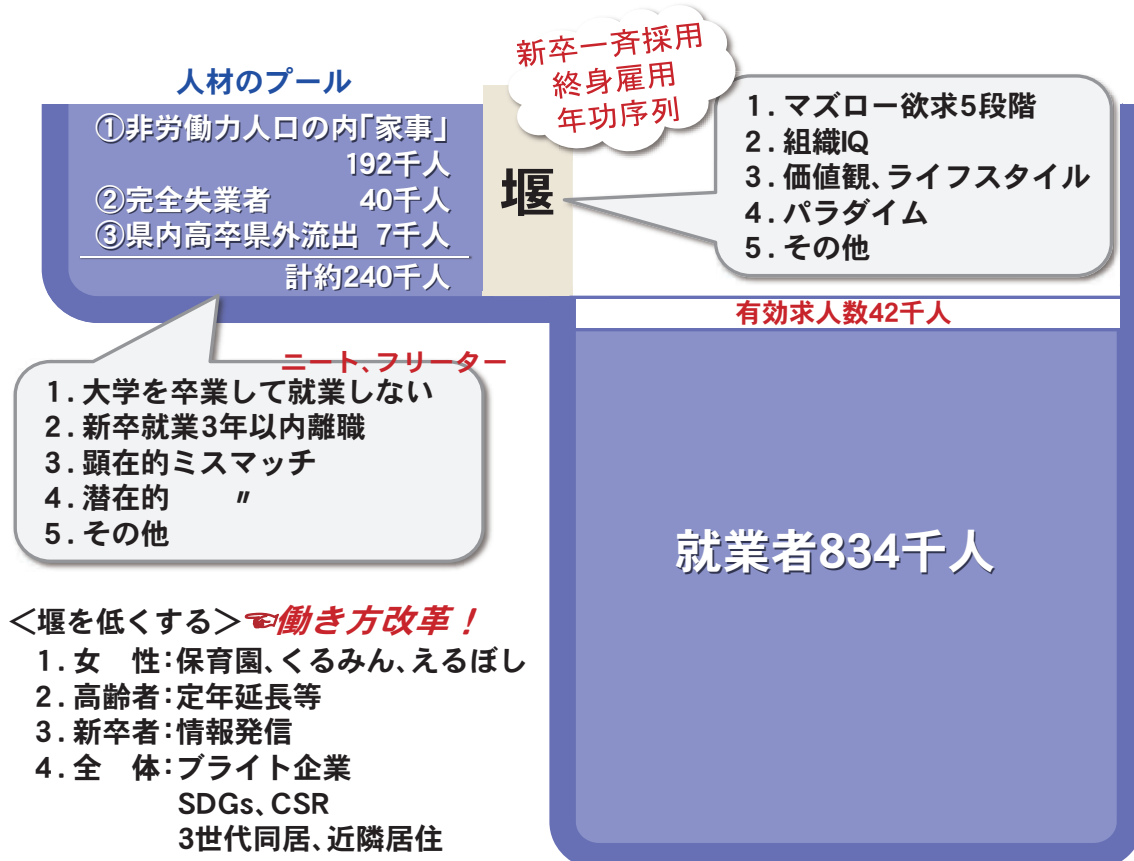 人材のプール
①非労働力人口の内「家事」
192千人
②完全失業者 40千人
③県内高卒県外流出 7千人
計約240千人
新卒一斉採用
終身雇用
年功序列
堰
1.マズロー欲求5段階
2.組織IQ
3.価値観、ライフスタイル
4.パラダイム
5.その他
有効求人数42千人
ニート、フリーター
1.大学を卒業して就業しない
2.新卒就業3年以内離職
3.顕在的ミスマッチ
4.潜在的 〃
5.その他
就業者834千人
＜堰を低くする＞☜働き方改革！
1.女 性:保育園、くるみん、えるぼし
2.高齢者:定年延長等
3.新卒者:情報発信
4.全 体:ブライト企業
SDGs、CSR
3世代同居、近隣居住